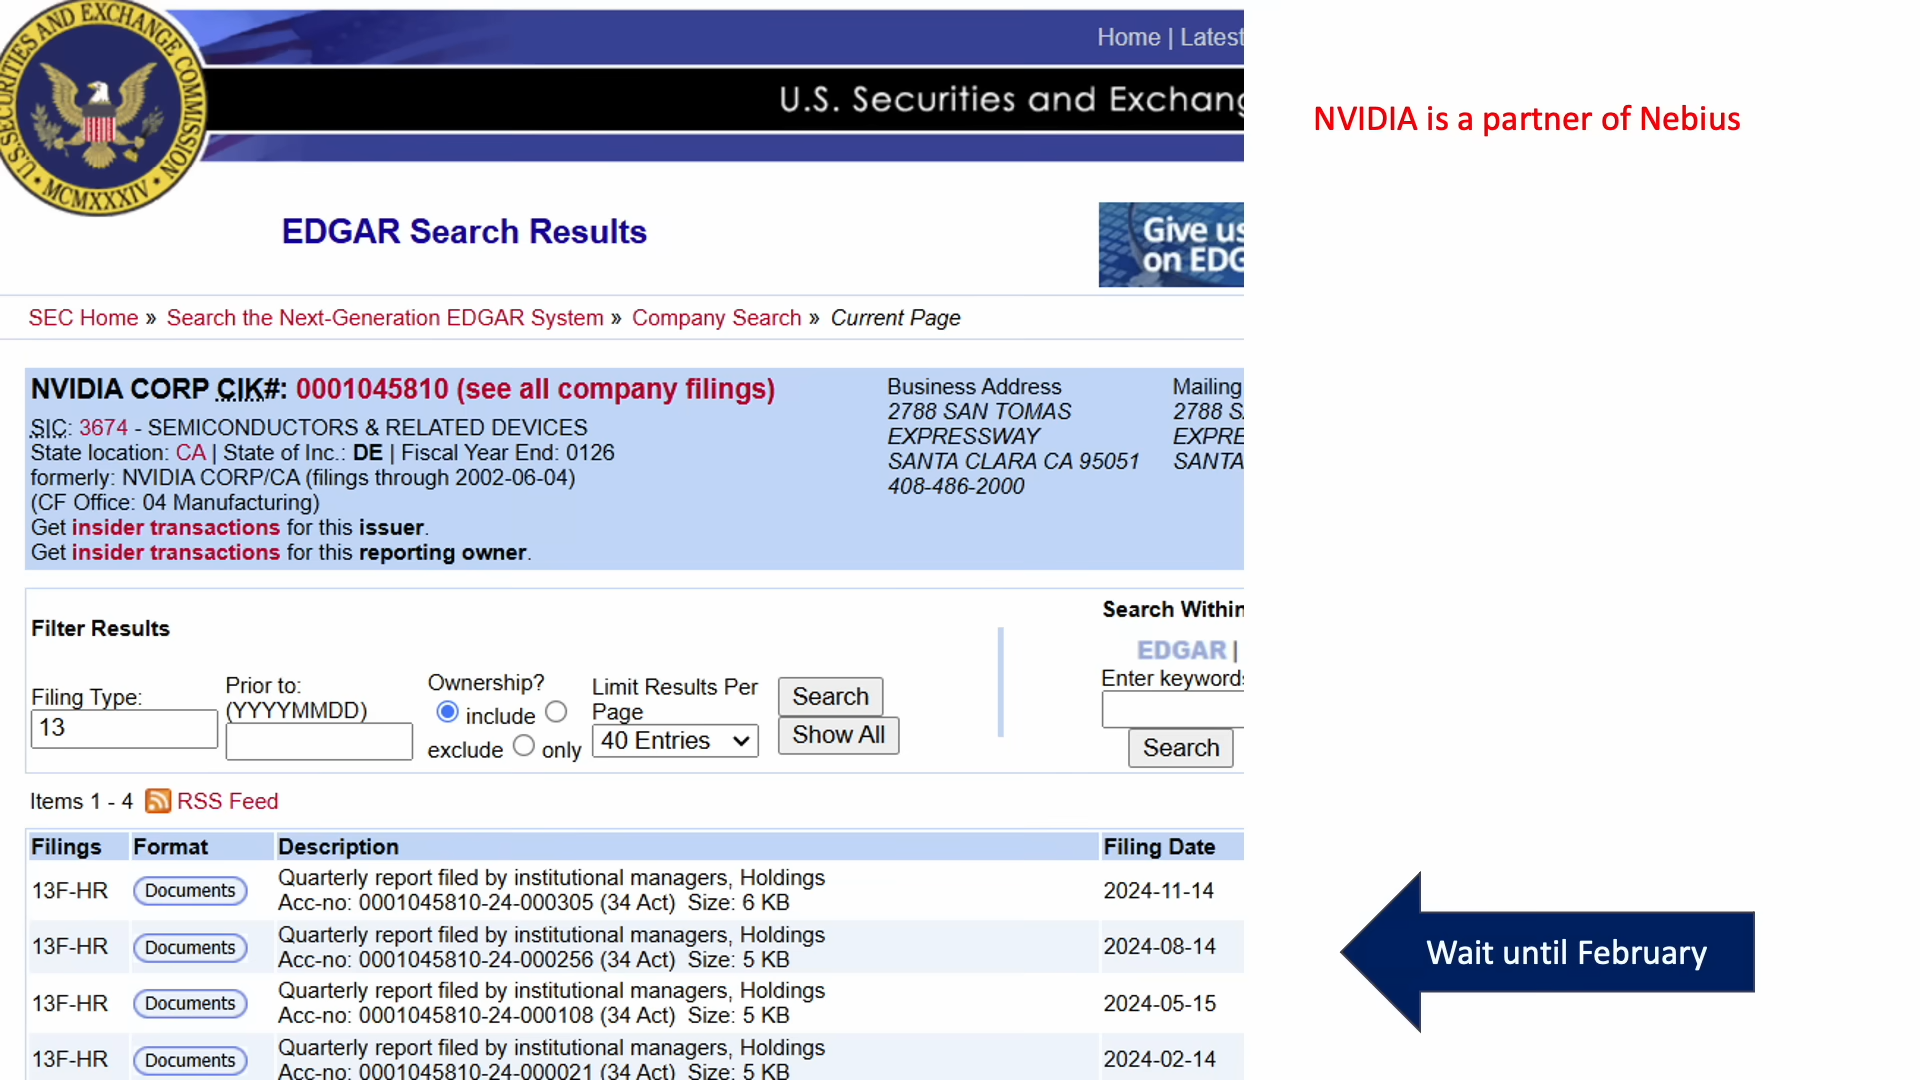 U.S. SECURITIES AND EXCHANGE COMMISSION
MCMXXXIV
Home | Latest
U.S. Securities and Exchang
NVIDIA is a partner of Nebius
EDGAR Search Results
Give us
on EDG
SEC Home » Search the Next-Generation EDGAR System » Company Search » Current Page
NVIDIA CORP CIK#: 0001045810 (see all company filings)
SIC: 3674 - SEMICONDUCTORS & RELATED DEVICES
State location: CA | State of Inc.: DE | Fiscal Year End: 0126
formerly: NVIDIA CORP/CA (filings through 2002-06-04)
(CF Office: 04 Manufacturing)
Get insider transactions for this issuer.
Get insider transactions for this reporting owner.
Business Address
2788 SAN TOMAS
EXPRESSWAY
SANTA CLARA CA 95051
408-486-2000
Mailing
2788 S
EXPRE
SANTA
Filter Results
Filing Type:
13
Prior to:
(YYYYMMDD)
Ownership?
include
exclude only
Limit Results Per
Page
40 Entries
Search
Show All
Search Within
EDGAR |
Enter keywords
Search
Items 1 - 4 RSS Feed
Filings Format Description Filing Date
13F-HR Documents Quarterly report filed by institutional managers, Holdings 2024-11-14
Acc-no: 0001045810-24-000305 (34 Act) Size: 6 KB
13F-HR Documents Quarterly report filed by institutional managers, Holdings 2024-08-14
Acc-no: 0001045810-24-000256 (34 Act) Size: 5 KB
13F-HR Documents Quarterly report filed by institutional managers, Holdings 2024-05-15
Acc-no: 0001045810-24-000108 (34 Act) Size: 5 KB
13F-HR Documents Quarterly report filed by institutional managers, Holdings 2024-02-14
Acc-no: 0001045810-24-000021 (34 Act) Size: 5 KB
Wait until February